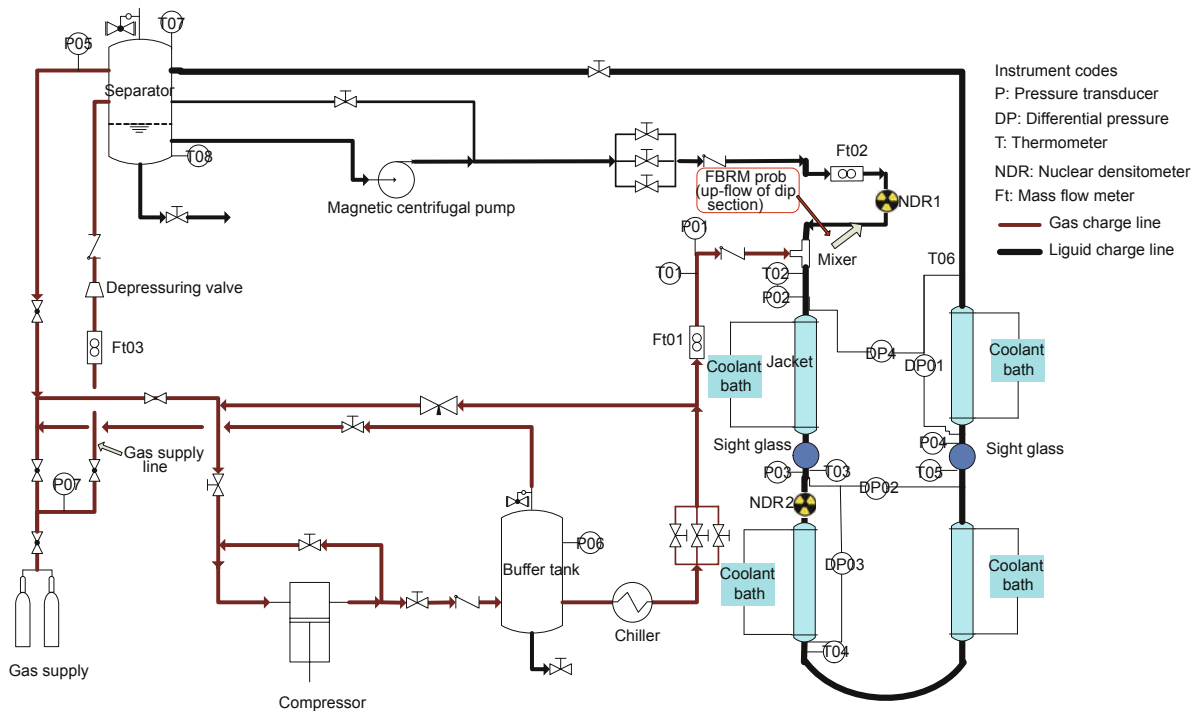 T07
P05
Separator
T08
Magnetic centrifugal pump
Ft02
FBRM prob
(up-flow of dip
section)
NDR1
Mixer
Instrument codes
P: Pressure transducer
DP: Differential pressure
T: Thermometer
NDR: Nuclear densitometer
Ft: Mass flow meter
Gas charge line
Liguid charge line
P01
T01
T02
P02
T06
Depressuring valve
Ft03
Ft01
Coolant
bath
Jacket
DP4
DP01
Coolant
bath
Gas supply
line
Sight glass
P04
Sight glass
P03
T03
T05
P07
NDR2
DP02
P06
Buffer tank
Coolant
bath
DP03
Coolant
bath
Chiller
T04
Gas supply
Compressor